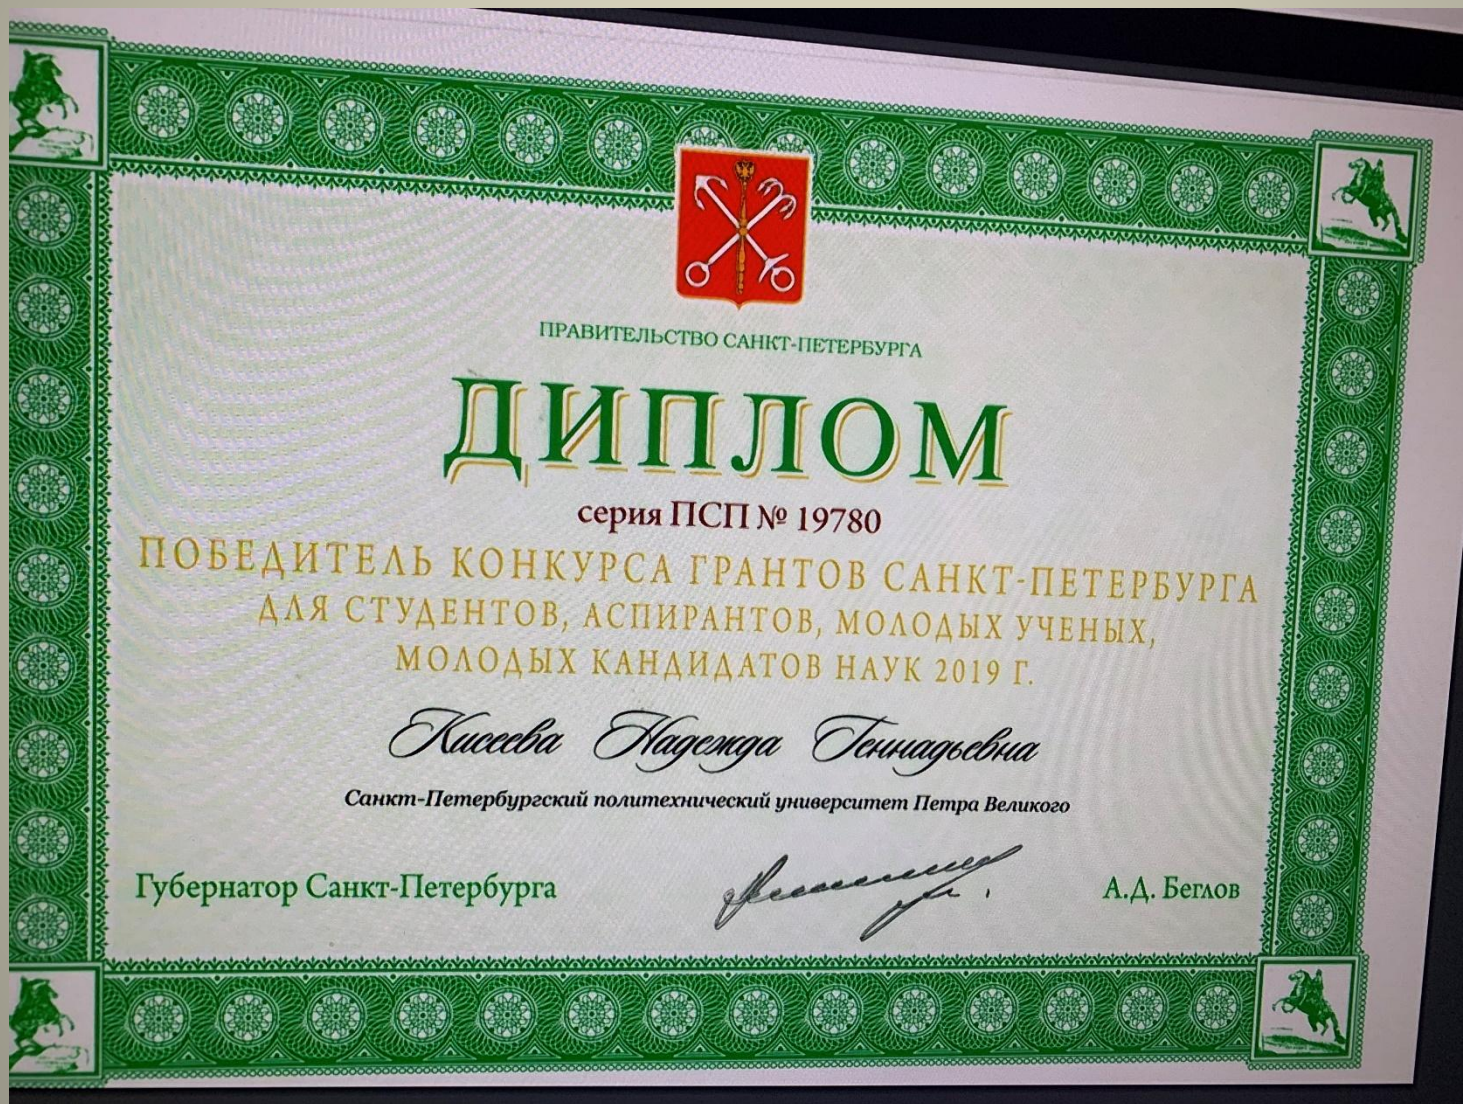 ПРАВИТЕЛЬСТВО САНКТ-ПЕТЕРБУРГА
ДИПЛОМ
серия ПСП № 19780
ПОБЕДИТЕЛЬ КОНКУРСА ГРАНТОВ САНКТ-ПЕТЕРБУРГА
ДЛЯ СТУДЕНТОВ, АСПИРАНТОВ, МОЛОДЫХ УЧЕНЫХ,
МОЛОДЫХ КАНДИДАТОВ НАУК 2019 Г.
Кисеева Надежда Геннадьевна
Санкт-Петербургский политехнический университет Петра Великого
Губернатор Санкт-Петербурга А.Д. Беглов